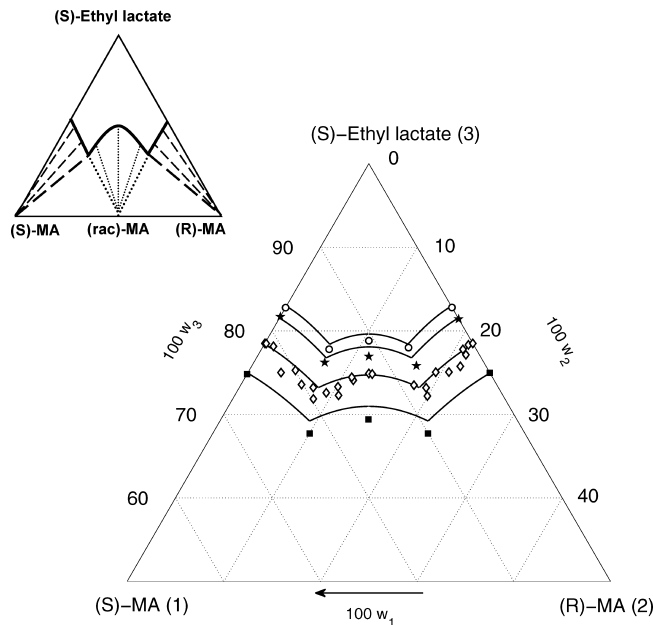 (S)-Ethyl lactate
(S)-MA (rac)-MA (R)-MA
(S)−Ethyl lactate (3)
0
90 10
100 w3
80 20
100 w2
70 30
60 40
(S)−MA (1) (R)−MA (2)
100 w1